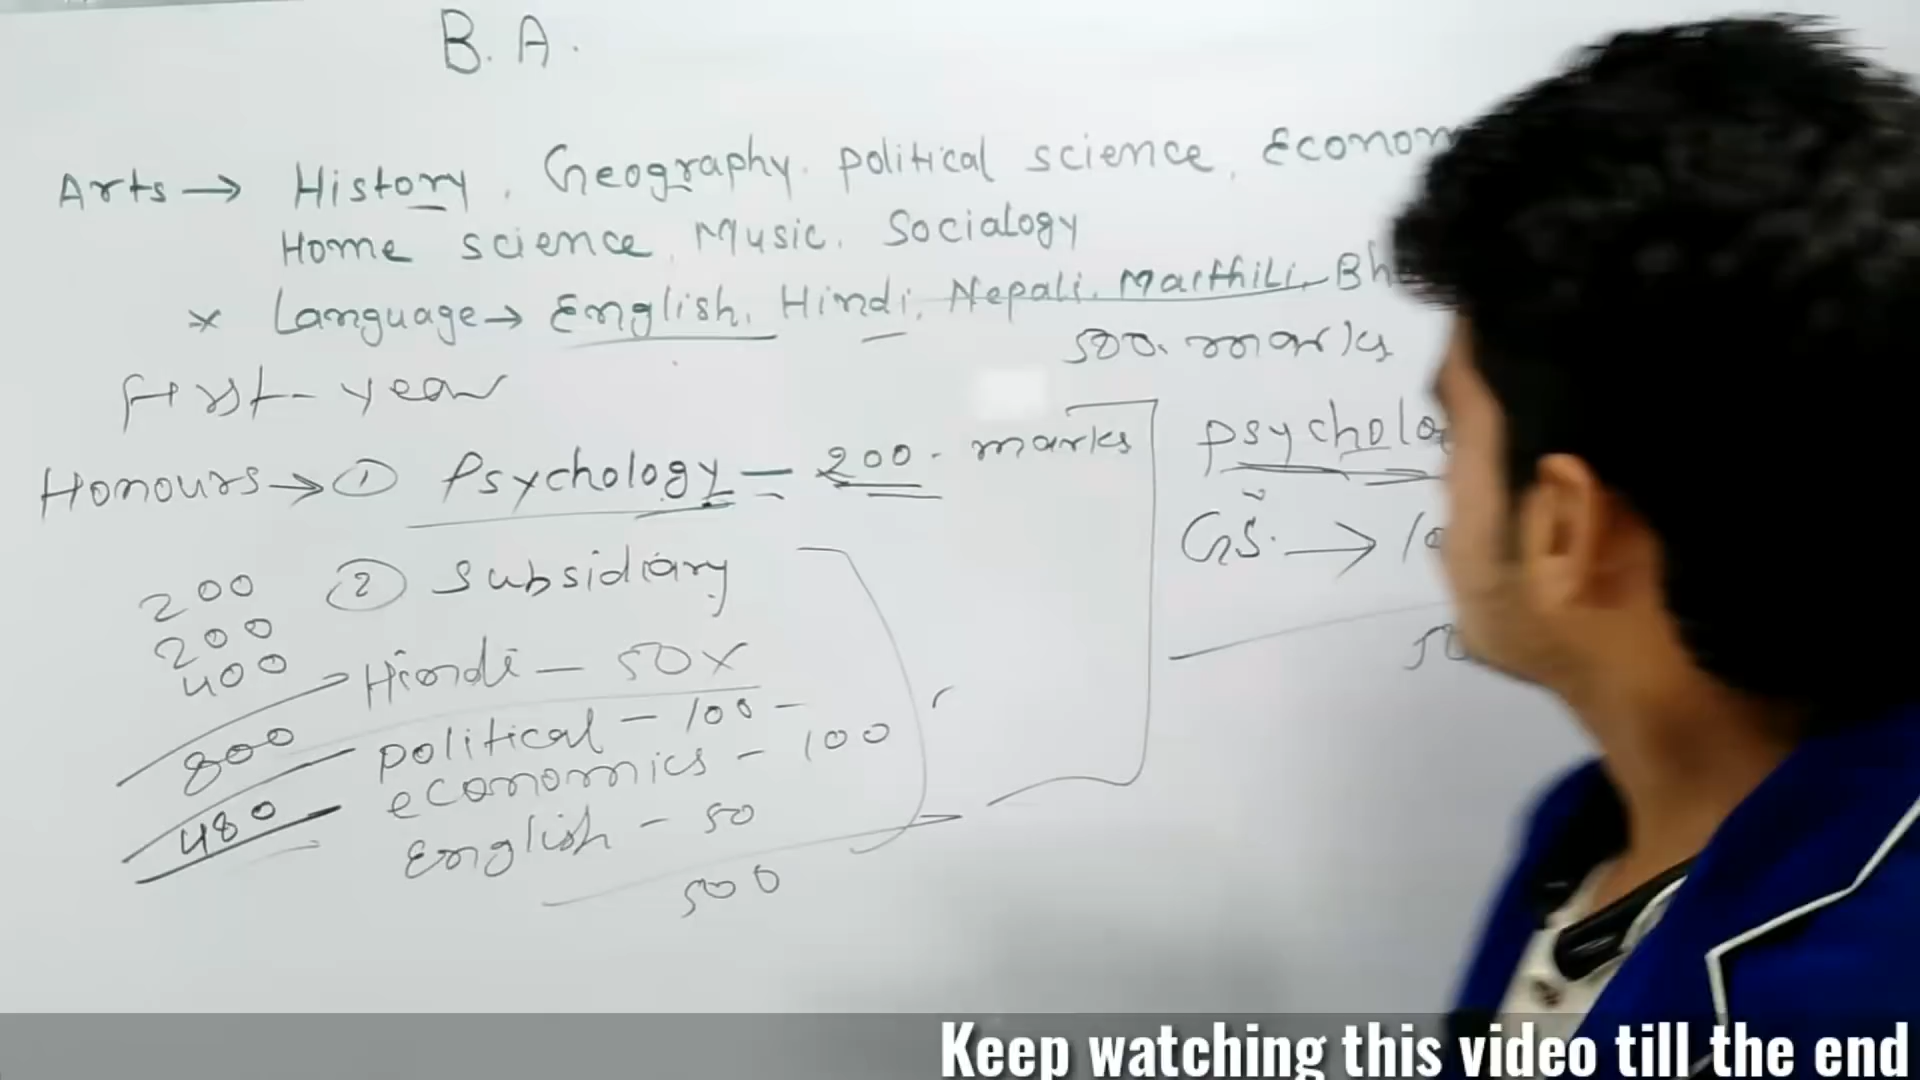 B.A.
Arts → History, Geography. political science, Econom
Home science, Music. Socialogy
× Language → English, Hindi, Nepali. Maithili, Bh
500. marks
First-year
Honours → ① Psychology - 200. marks
② Subsidiary
Hindi - 50 ×
political - 100 -
economics - 100
English - 50
500
200
200
400
800
480
psycholo
G.S. → 10
50
Keep watching this video till the end